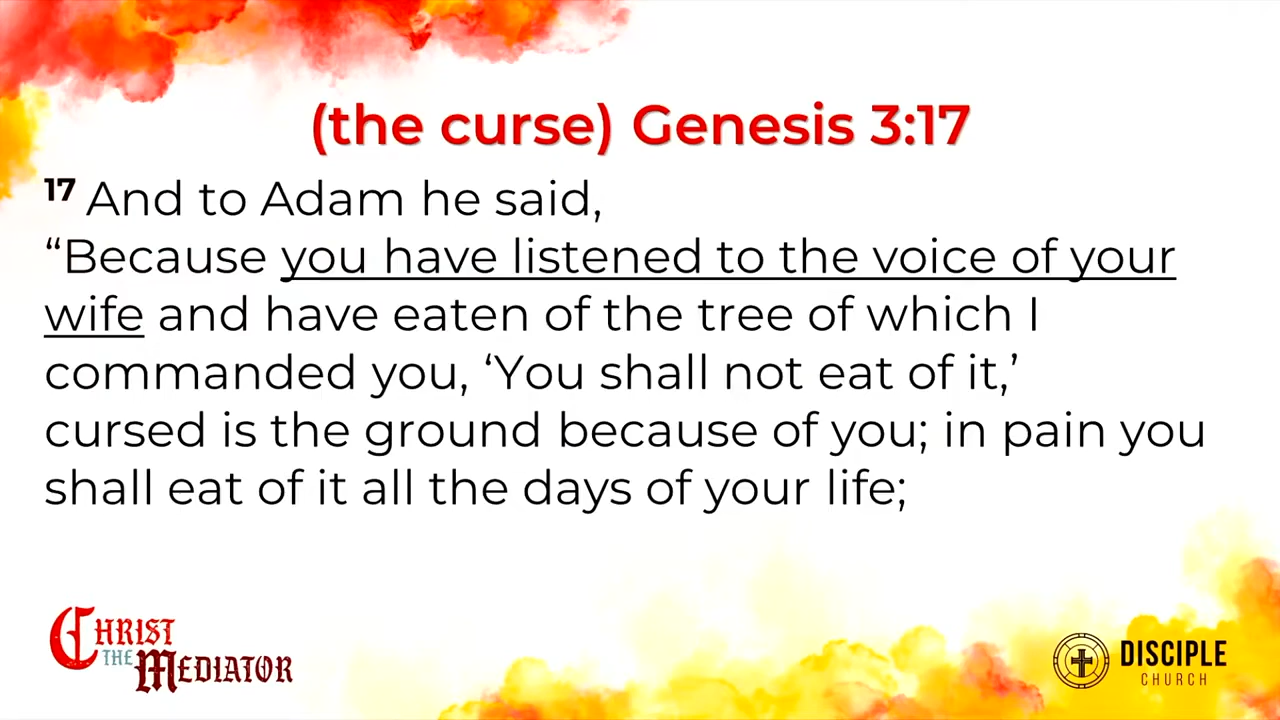 (the curse) Genesis 3:17
17 And to Adam he said,
“Because you have listened to the voice of your
wife and have eaten of the tree of which I
commanded you, ‘You shall not eat of it,’
cursed is the ground because of you; in pain you
shall eat of it all the days of your life;
CHRIST
THE MEDIATOR
DISCIPLE
CHURCH